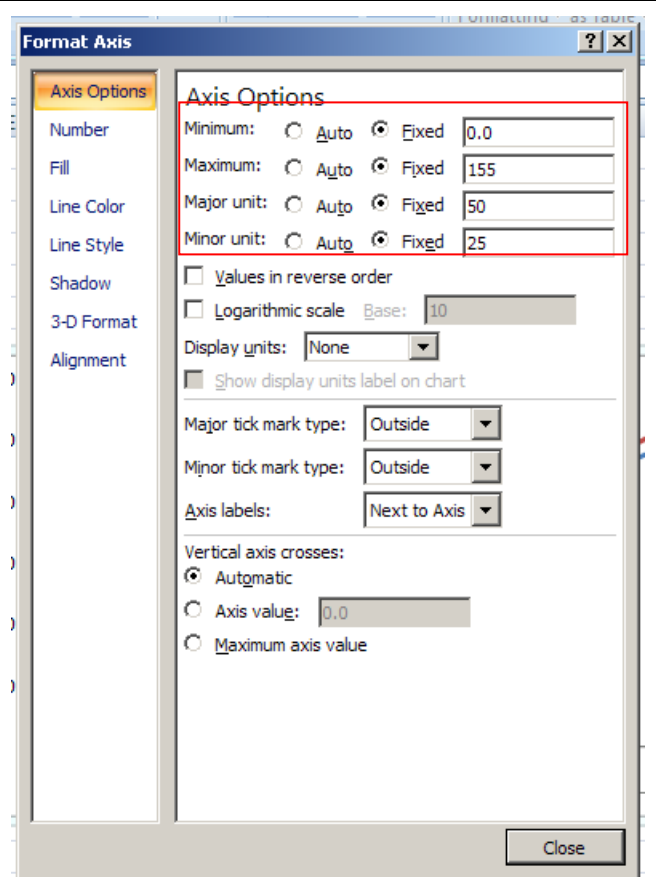 Formatting as Table
Format Axis
? X
Axis Options
Number
Fill
Line Color
Line Style
Shadow
3-D Format
Alignment
Axis Options
Minimum: Auto Fixed 0.0
Maximum: Auto Fixed 155
Major unit: Auto Fixed 50
Minor unit: Auto Fixed 25
Values in reverse order
Logarithmic scale Base: 10
Display units: None
Show display units label on chart
Major tick mark type: Outside
Minor tick mark type: Outside
Axis labels: Next to Axis
Vertical axis crosses:
Automatic
Axis value: 0.0
Maximum axis value
Close